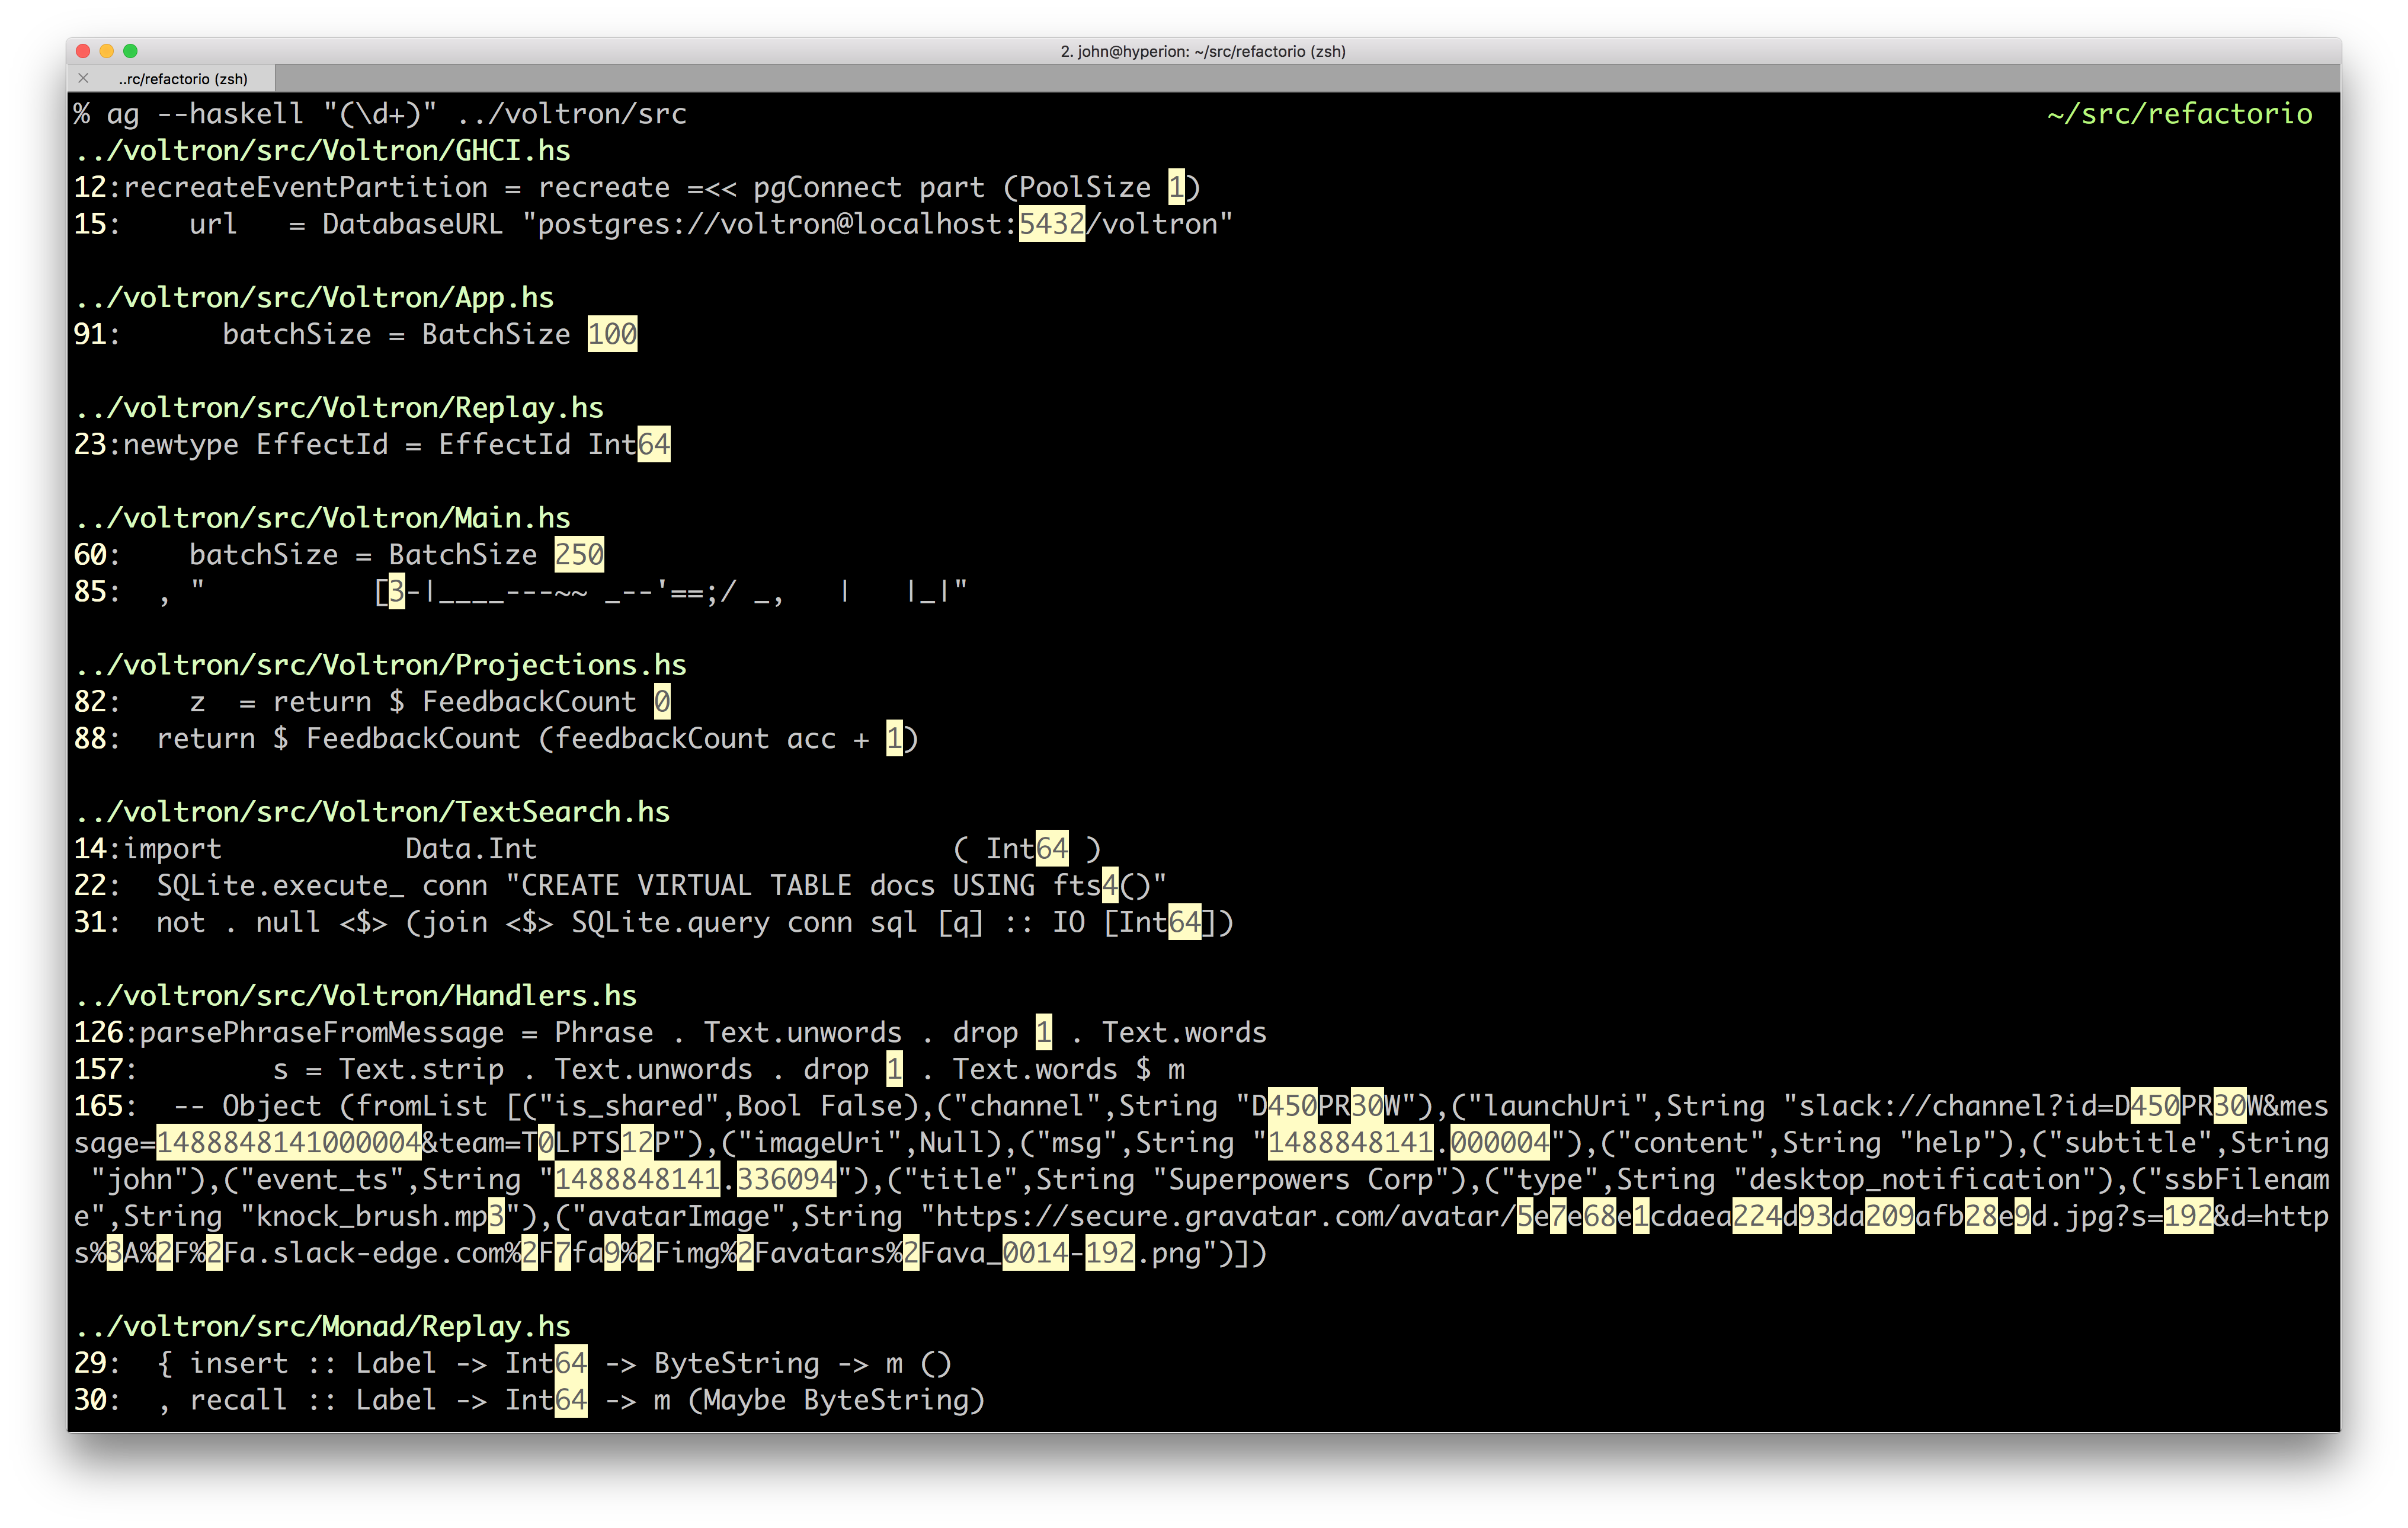 2. john@hyperion: ~/src/refactorio (zsh)
..rc/refactorio (zsh)
% ag --haskell "(\d+)" ../voltron/src ~/src/refactorio
../voltron/src/Voltron/GHCI.hs
12:recreateEventPartition = recreate =<< pgConnect part (PoolSize 1)
15:    url   = DatabaseURL "postgres://voltron@localhost:5432/voltron"
../voltron/src/Voltron/App.hs
91:      batchSize = BatchSize 100
../voltron/src/Voltron/Replay.hs
23:newtype EffectId = EffectId Int64
../voltron/src/Voltron/Main.hs
60:    batchSize = BatchSize 250
85:  , "          [3-|____---~~ _--'==;/ _,   |   |_|"
../voltron/src/Voltron/Projections.hs
82:    z  = return $ FeedbackCount 0
88:  return $ FeedbackCount (feedbackCount acc + 1)
../voltron/src/Voltron/TextSearch.hs
14:import           Data.Int                         ( Int64 )
22:  SQLite.execute_ conn "CREATE VIRTUAL TABLE docs USING fts4()"
31:  not . null <$> (join <$> SQLite.query conn sql [q] :: IO [Int64])
../voltron/src/Voltron/Handlers.hs
126:parsePhraseFromMessage = Phrase . Text.unwords . drop 1 . Text.words
157:        s = Text.strip . Text.unwords . drop 1 . Text.words $ m
165:  -- Object (fromList [("is_shared",Bool False),("channel",String "D450PR30W"),("launchUri",String "slack://channel?id=D450PR30W&mes
sage=1488848141000004&team=T0LPTS12P"),("imageUri",Null),("msg",String "1488848141.000004"),("content",String "help"),("subtitle",String
 "john"),("event_ts",String "1488848141.336094"),("title",String "Superpowers Corp"),("type",String "desktop_notification"),("ssbFilenam
e",String "knock_brush.mp3"),("avatarImage",String "https://secure.gravatar.com/avatar/5e7e68e1cdaea224d93da209afb28e9d.jpg?s=192&d=http
s%3A%2F%2Fa.slack-edge.com%2F7fa9%2Fimg%2Favatars%2Fava_0014-192.png")])
../voltron/src/Monad/Replay.hs
29:  { insert :: Label -> Int64 -> ByteString -> m ()
30:  , recall :: Label -> Int64 -> m (Maybe ByteString)